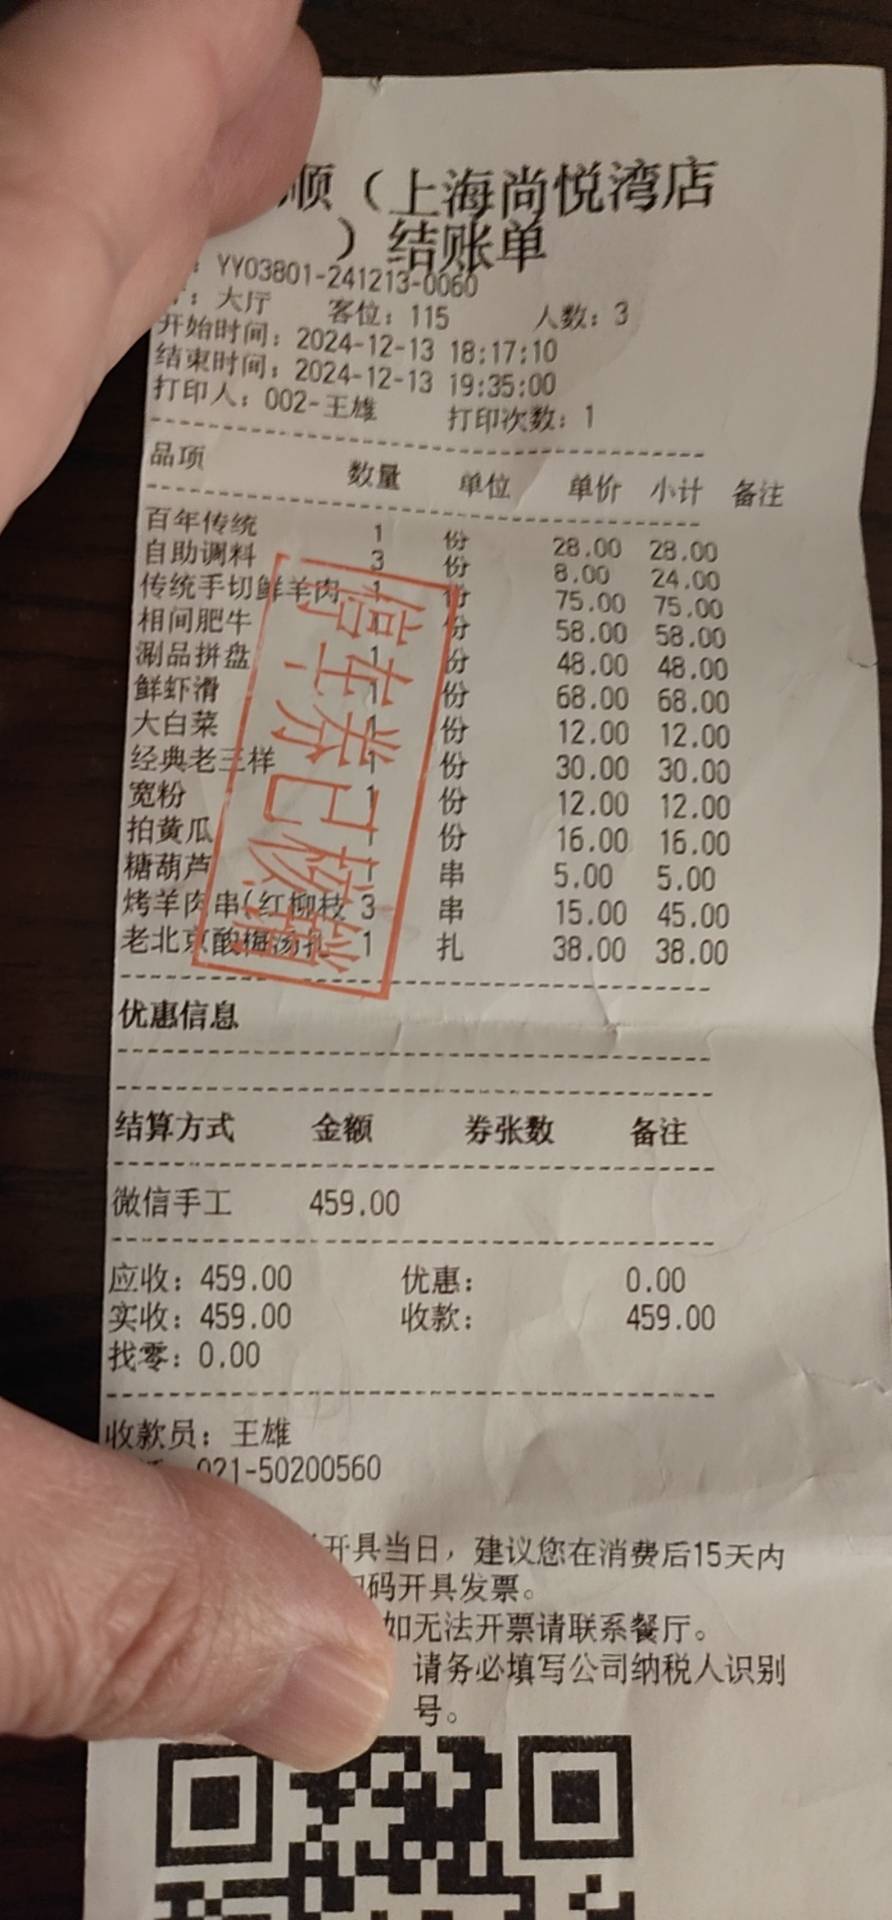 顺（上海尚悦湾店
）结账单
：YY03801-241213-0060
：大厅 客位：115 人数：3
开始时间：2024-12-13 18:17:10
结束时间：2024-12-13 19:35:00
打印人：002-王雄 打印次数：1
品项 数量 单位 单价 小计 备注
百年传统 1 份 28.00 28.00
自助调料 3 份 8.00 24.00
传统手切鲜羊肉 1 份 75.00 75.00
相间肥牛 1 份 58.00 58.00
涮品拼盘 1 份 48.00 48.00
鲜虾滑 1 份 68.00 68.00
大白菜 1 份 12.00 12.00
经典老三样 1 份 30.00 30.00
宽粉 1 份 12.00 12.00
拍黄瓜 1 份 16.00 16.00
糖葫芦 1 串 5.00 5.00
烤羊肉串(红柳枝 3 串 15.00 45.00
老北京酸梅汤扎 1 扎 38.00 38.00
停车券已核销
优惠信息
结算方式 金额 券张数 备注
微信手工 459.00
应收：459.00 优惠： 0.00
实收：459.00 收款： 459.00
找零：0.00
收款员：王雄
021-50200560
开具当日，建议您在消费后15天内
扫码开具发票。
如无法开票请联系餐厅。
请务必填写公司纳税人识别
号。